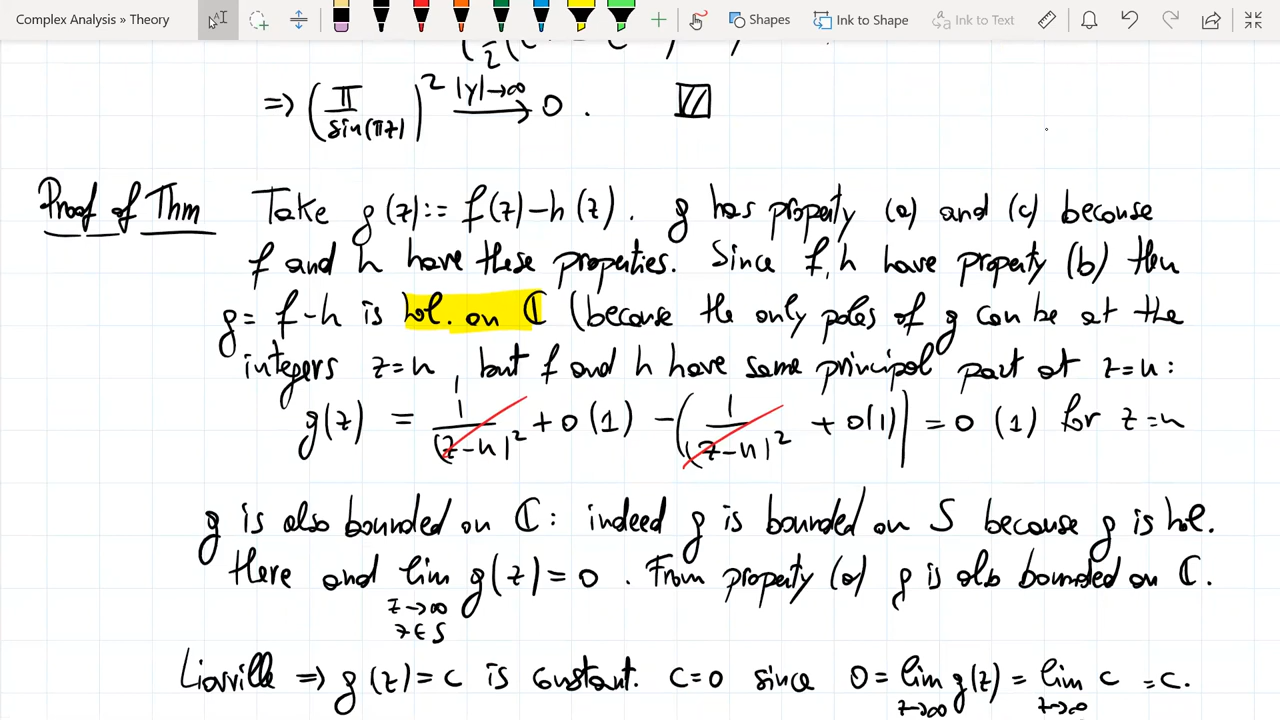 Complex Analysis » Theory
Shapes
Ink to Shape
Ink to Text
=> (π / sin(πz))² |y|→∞ ⟶ 0 .
Proof of Thm Take g(z):= f(z)-h(z). g has property (a) and (c) because
f and h have these properties. Since f,h have property (b) then
g= f-h is hol. on ℂ (because the only poles of g can be at the
integers z=n, but f and h have same principal part at z=n:
g(z) = 1/(z-n)² + O(1) - (1/(z-n)² + O(1)) = O(1) for z=n
g is also bounded on ℂ: indeed g is bounded on S because g is hol.
there and lim g(z)=0. From property (a) g is also bounded on ℂ.
z→∞
z∈S
Liouville => g(z)=c is constant. c=0 since 0= lim g(z) = lim c =c.
z→∞ z→∞